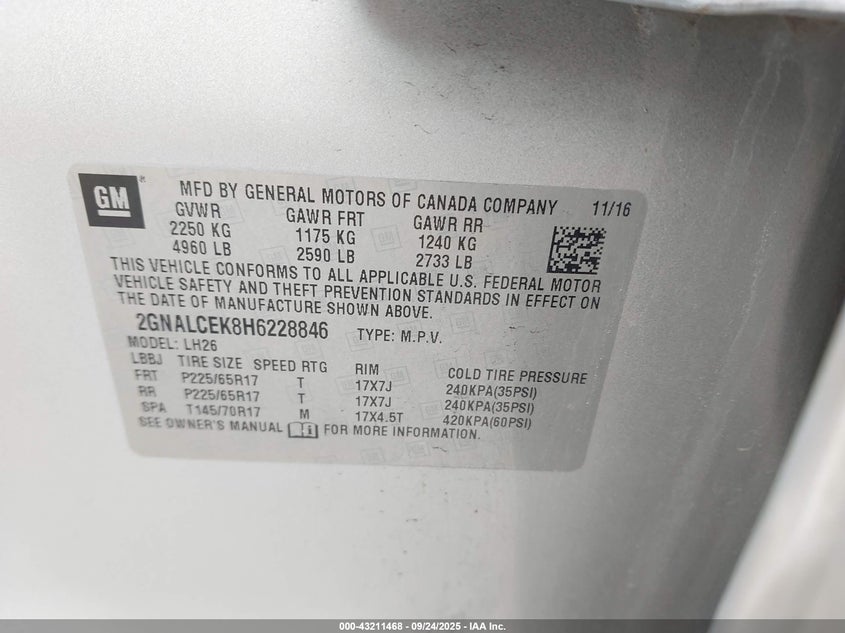 GM
MFD BY GENERAL MOTORS OF CANADA COMPANY 11/16
GVWR GAWR FRT GAWR RR
2250 KG 1175 KG 1240 KG
4960 LB 2590 LB 2733 LB
THIS VEHICLE CONFORMS TO ALL APPLICABLE U.S. FEDERAL MOTOR
VEHICLE SAFETY AND THEFT PREVENTION STANDARDS IN EFFECT ON
THE DATE OF MANUFACTURE SHOWN ABOVE.
2GNALCEK8H6228846 TYPE: M.P.V.
MODEL: LH26
LBBJ TIRE SIZE SPEED RTG RIM COLD TIRE PRESSURE
FRT P225/65R17 T 17X7J 240KPA(35PSI)
RR P225/65R17 T 17X7J 240KPA(35PSI)
SPA T145/70R17 M 17X4.5T 420KPA(60PSI)
SEE OWNER'S MANUAL FOR MORE INFORMATION.
000-43211468 - 09/24/2025 - IAA Inc.